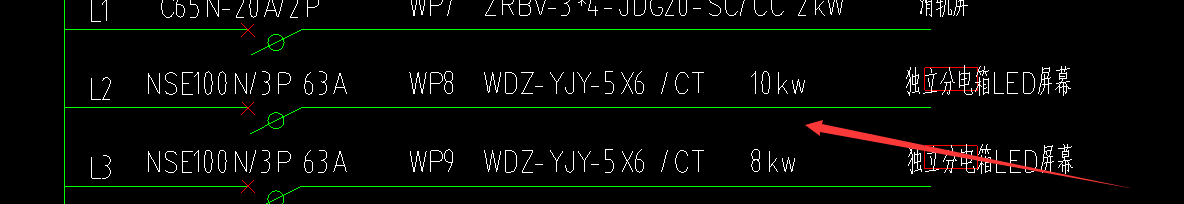 L1 C65N-20A/2P WP7 ZRBV-3*4-JDG20-SC/CC 2kW 滑轨屏
L2 NSE100N/3P 63A WP8 WDZ-YJY-5X6 /CT 10kw 独立分电箱LED屏幕
L3 NSE100N/3P 63A WP9 WDZ-YJY-5X6 /CT 8kw 独立分电箱LED屏幕